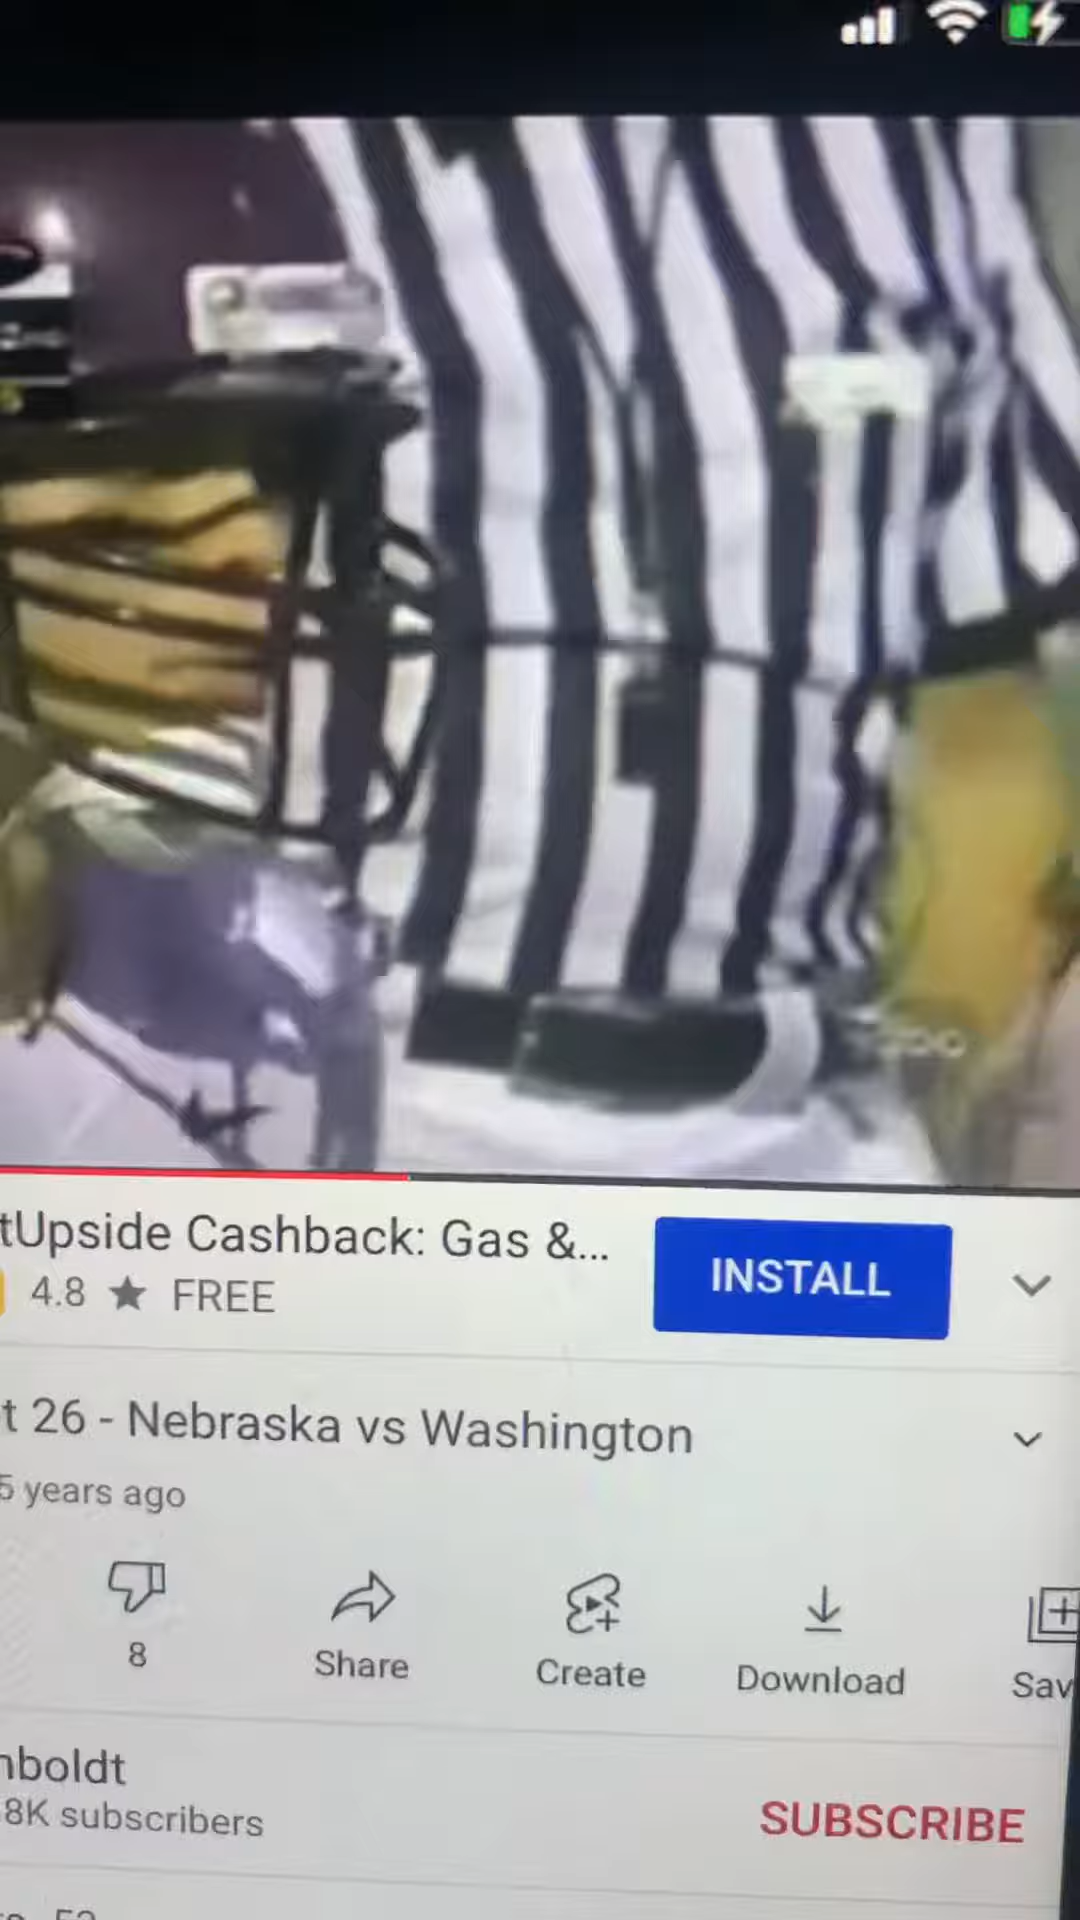 tUpside Cashback: Gas &...
4.8 ★ FREE
INSTALL
t 26 - Nebraska vs Washington
5 years ago
8
Share
Create
Download
Sav
nboldt
8K subscribers
SUBSCRIBE